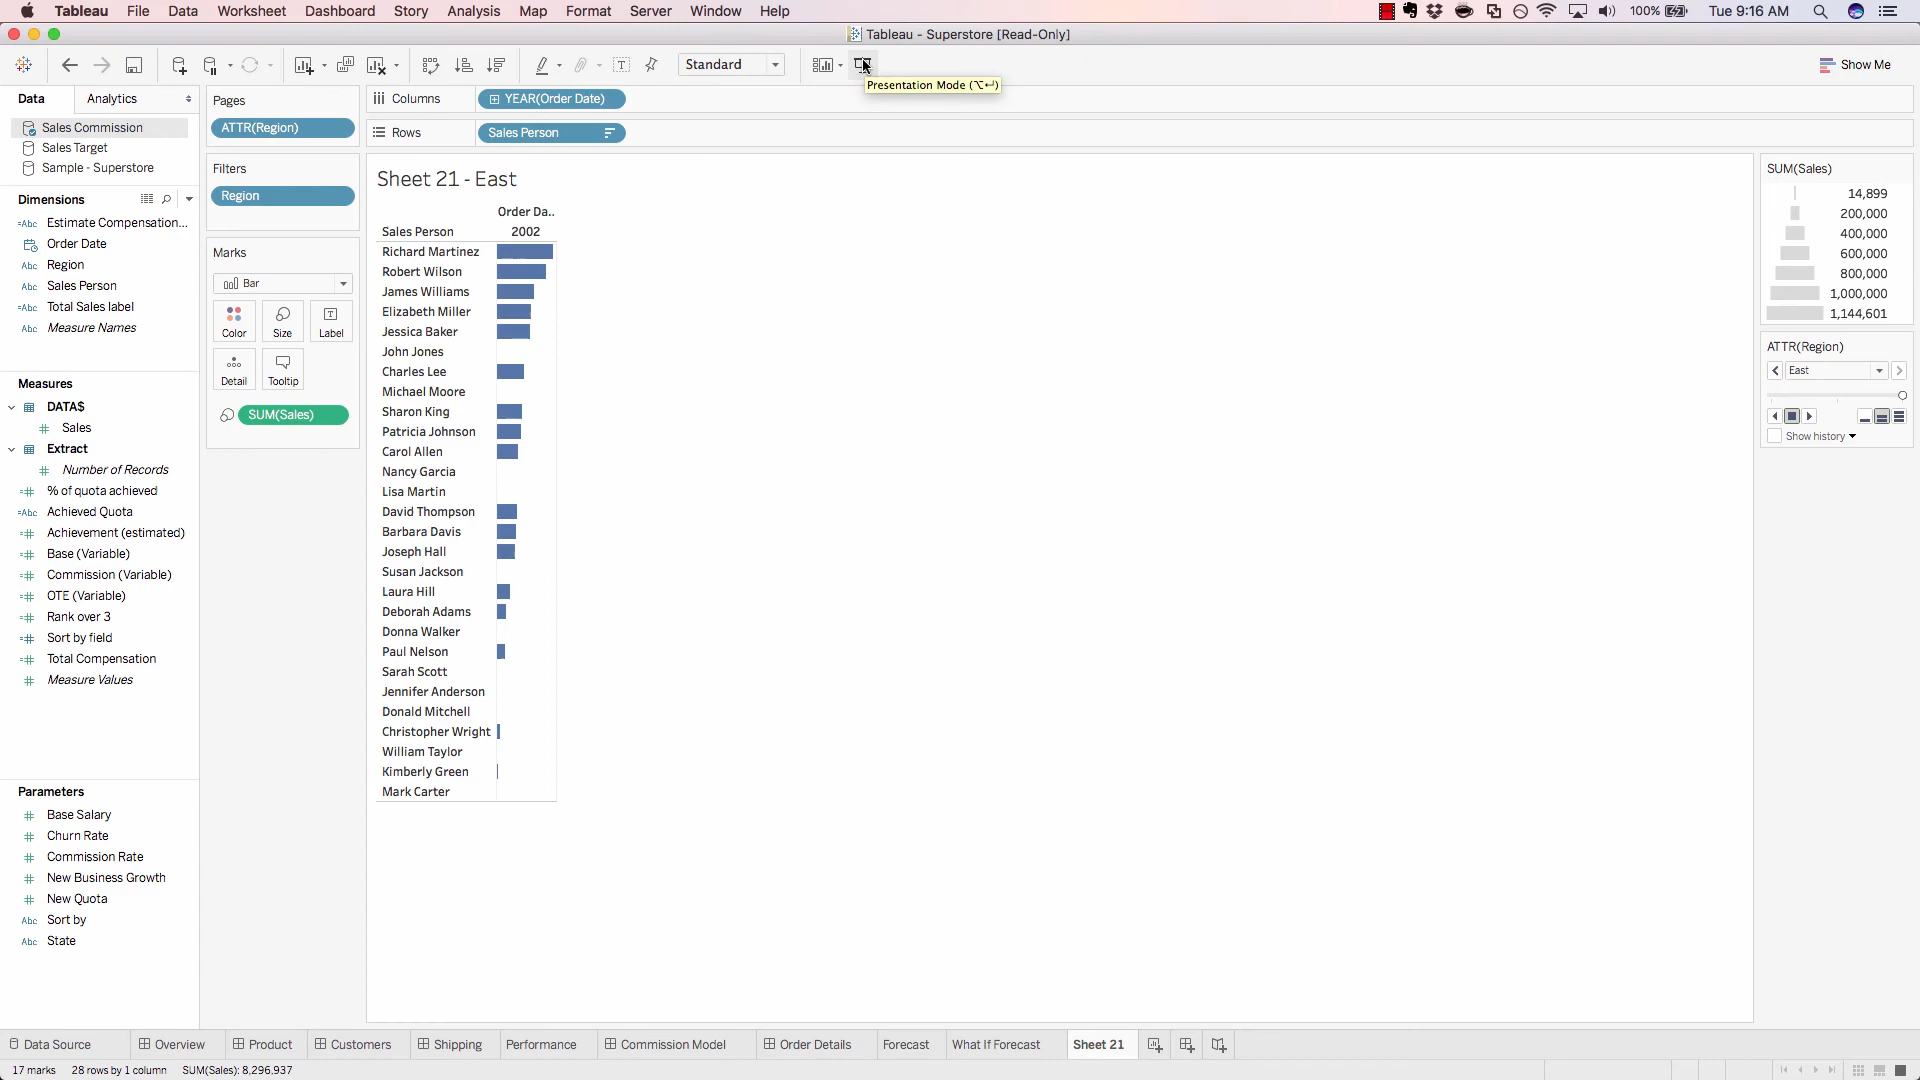 Tableau File Data Worksheet Dashboard Story Analysis Map Format Server Window Help 100% Tue 9:16 AM
Tableau - Superstore [Read-Only]
Standard Show Me
Presentation Mode (⌥↩)
Data Analytics
Sales Commission
Sales Target
Sample - Superstore
Dimensions
=Abc Estimate Compensation...
Order Date
Abc Region
Abc Sales Person
=Abc Total Sales label
Abc Measure Names
Measures
DATA$
# Sales
Extract
# Number of Records
=# % of quota achieved
=Abc Achieved Quota
=# Achievement (estimated)
=# Base (Variable)
=# Commission (Variable)
=# OTE (Variable)
=# Rank over 3
=# Sort by field
=# Total Compensation
# Measure Values
Parameters
# Base Salary
# Churn Rate
# Commission Rate
# New Business Growth
# New Quota
Abc Sort by
Abc State
Pages
ATTR(Region)
Filters
Region
Marks
Bar
Color Size Label
Detail Tooltip
SUM(Sales)
Columns YEAR(Order Date)
Rows Sales Person
Sheet 21 - East
Order Da..
Sales Person 2002
Richard Martinez
Robert Wilson
James Williams
Elizabeth Miller
Jessica Baker
John Jones
Charles Lee
Michael Moore
Sharon King
Patricia Johnson
Carol Allen
Nancy Garcia
Lisa Martin
David Thompson
Barbara Davis
Joseph Hall
Susan Jackson
Laura Hill
Deborah Adams
Donna Walker
Paul Nelson
Sarah Scott
Jennifer Anderson
Donald Mitchell
Christopher Wright
William Taylor
Kimberly Green
Mark Carter
SUM(Sales)
14,899
200,000
400,000
600,000
800,000
1,000,000
1,144,601
ATTR(Region)
East
Show history
Data Source Overview Product Customers Shipping Performance Commission Model Order Details Forecast What If Forecast Sheet 21
17 marks 28 rows by 1 column SUM(Sales): 8,296,937